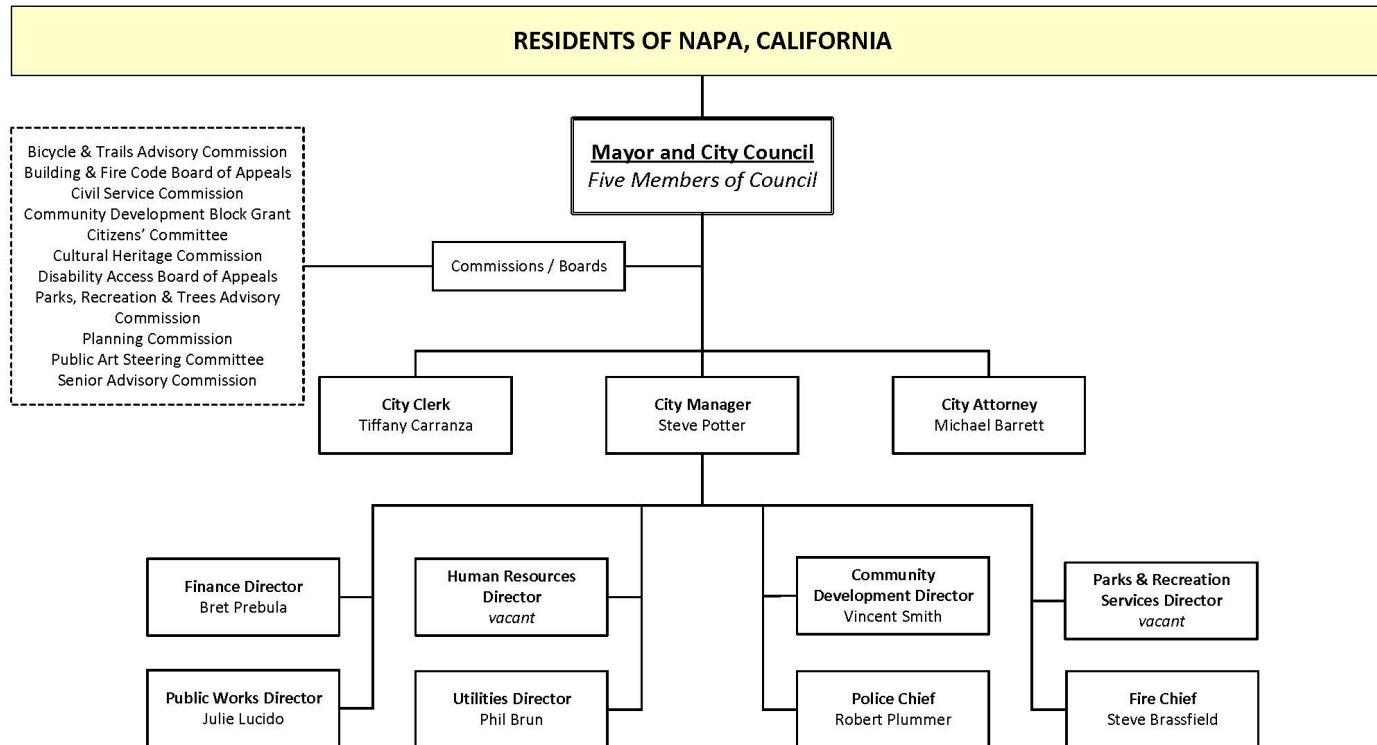 RESIDENTS OF NAPA, CALIFORNIA
Mayor and City Council
Five Members of Council
Bicycle & Trails Advisory Commission
Building & Fire Code Board of Appeals
Civil Service Commission
Community Development Block Grant
Citizens' Committee
Cultural Heritage Commission
Disability Access Board of Appeals
Parks, Recreation & Trees Advisory
Commission
Planning Commission
Public Art Steering Committee
Senior Advisory Commission
Commissions / Boards
City Clerk
Tiffany Carranza
City Manager
Steve Potter
City Attorney
Michael Barrett
Finance Director
Bret Prebula
Human Resources
Director
vacant
Community
Development Director
Vincent Smith
Parks & Recreation
Services Director
vacant
Public Works Director
Julie Lucido
Utilities Director
Phil Brun
Police Chief
Robert Plummer
Fire Chief
Steve Brassfield